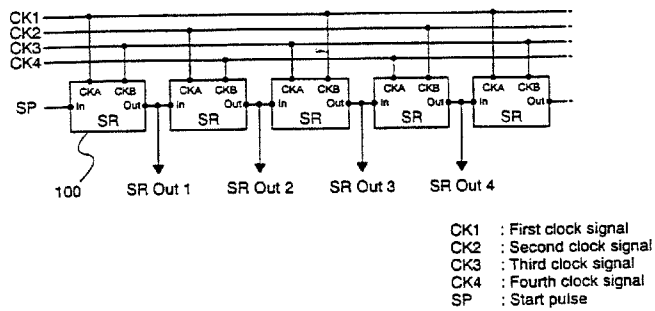 CK1
CK2
CK3
CK4
CKA CKB CKA CKB CKA CKB CKA CKB CKA CKB
SP In Out In Out In Out In Out In Out
SR SR SR SR SR
100 SR Out 1 SR Out 2 SR Out 3 SR Out 4
CK1 : First clock signal
CK2 : Second clock signal
CK3 : Third clock signal
CK4 : Fourth clock signal
SP : Start pulse